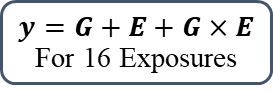 y = G + E + G × E
For 16 Exposures